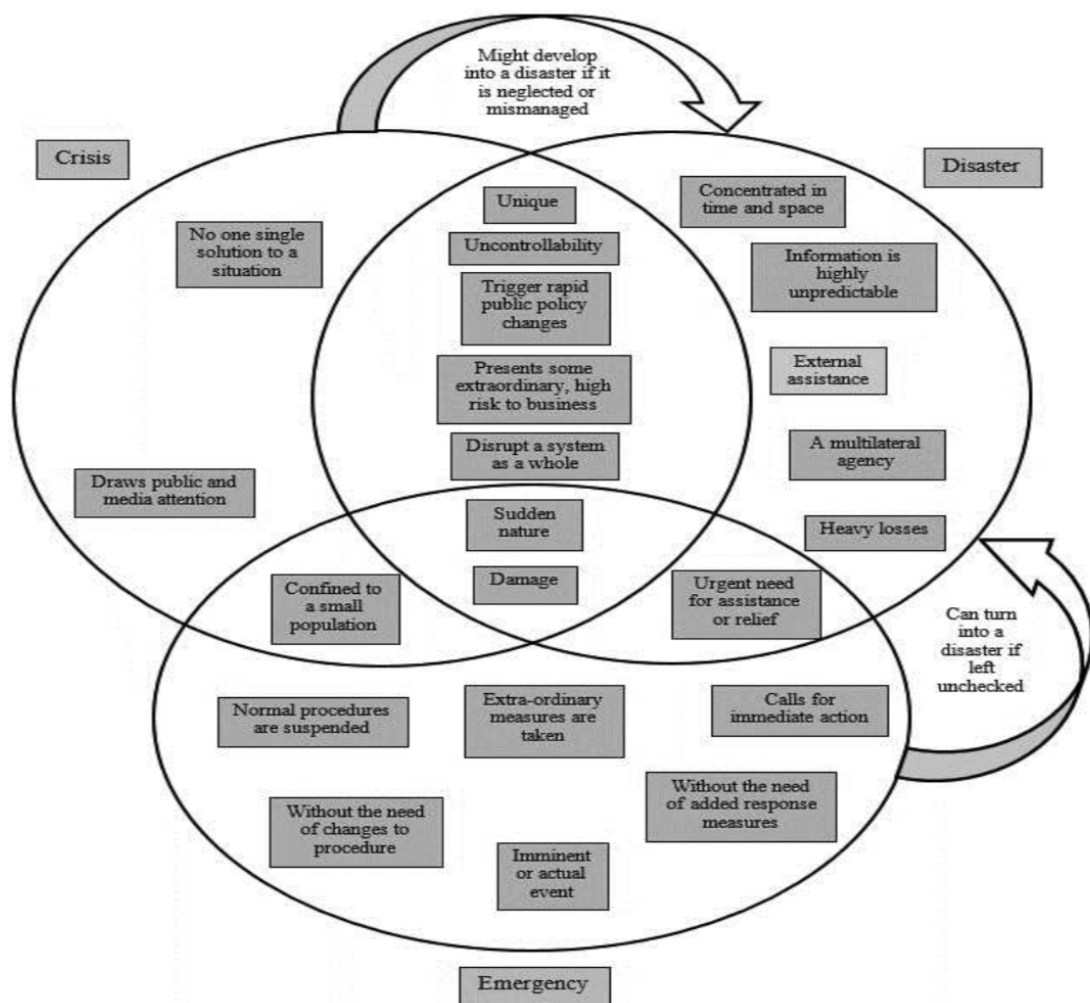 Might develop
into a disaster if it
is neglected or
mismanaged
Crisis
Disaster
No one single
solution to a
situation
Draws public and
media attention
Unique
Uncontrollability
Trigger rapid
public policy
changes
Presents some
extraordinary, high
risk to business
Disrupt a system
as a whole
Concentrated in
time and space
Information is
highly
unpredictable
External
assistance
A multilateral
agency
Heavy losses
Sudden
nature
Damage
Confined to
a small
population
Urgent need
for assistance
or relief
Can turn
into a
disaster if
left
unchecked
Normal procedures
are suspended
Extra-ordinary
measures are
taken
Calls for
immediate action
Without the need
of changes to
procedure
Without the need
of added response
measures
Imminent
or actual
event
Emergency